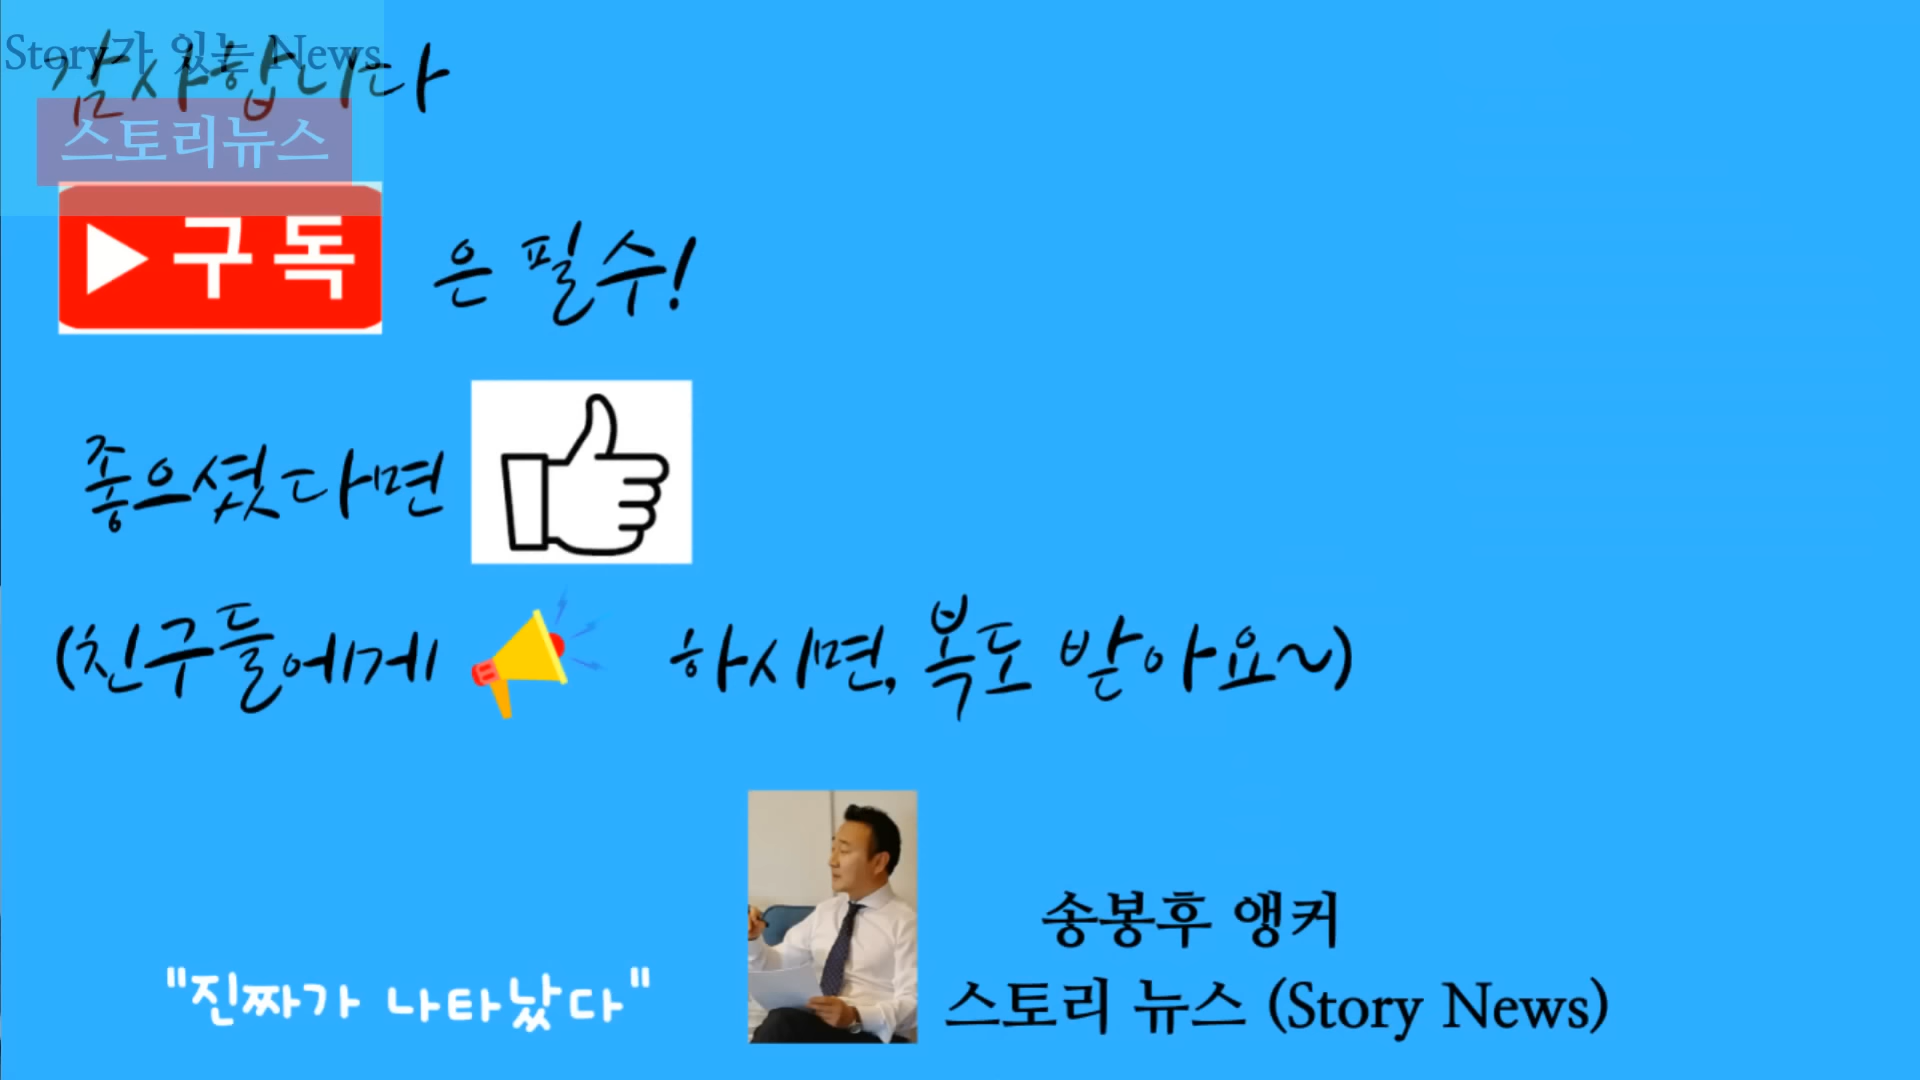 Story가 있는 News
감사합니다
스토리뉴스
구독 은 필수!
좋으셨다면
(친구들에게 하시면, 복도 받아요~)
송봉후 앵커
"진짜가 나타났다"
스토리 뉴스 (Story News)